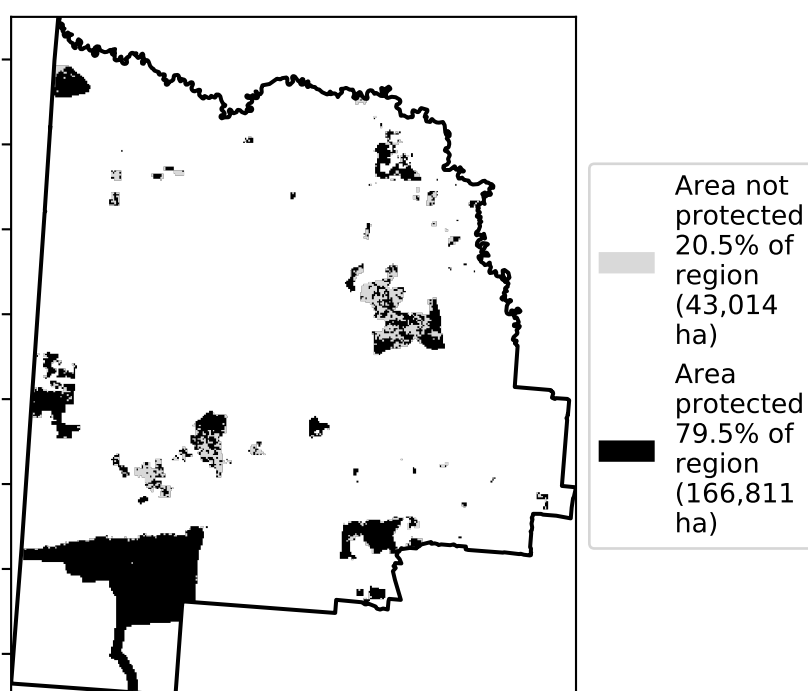 Area not
protected
20.5% of
region
(43,014
ha)
Area
protected
79.5% of
region
(166,811
ha)